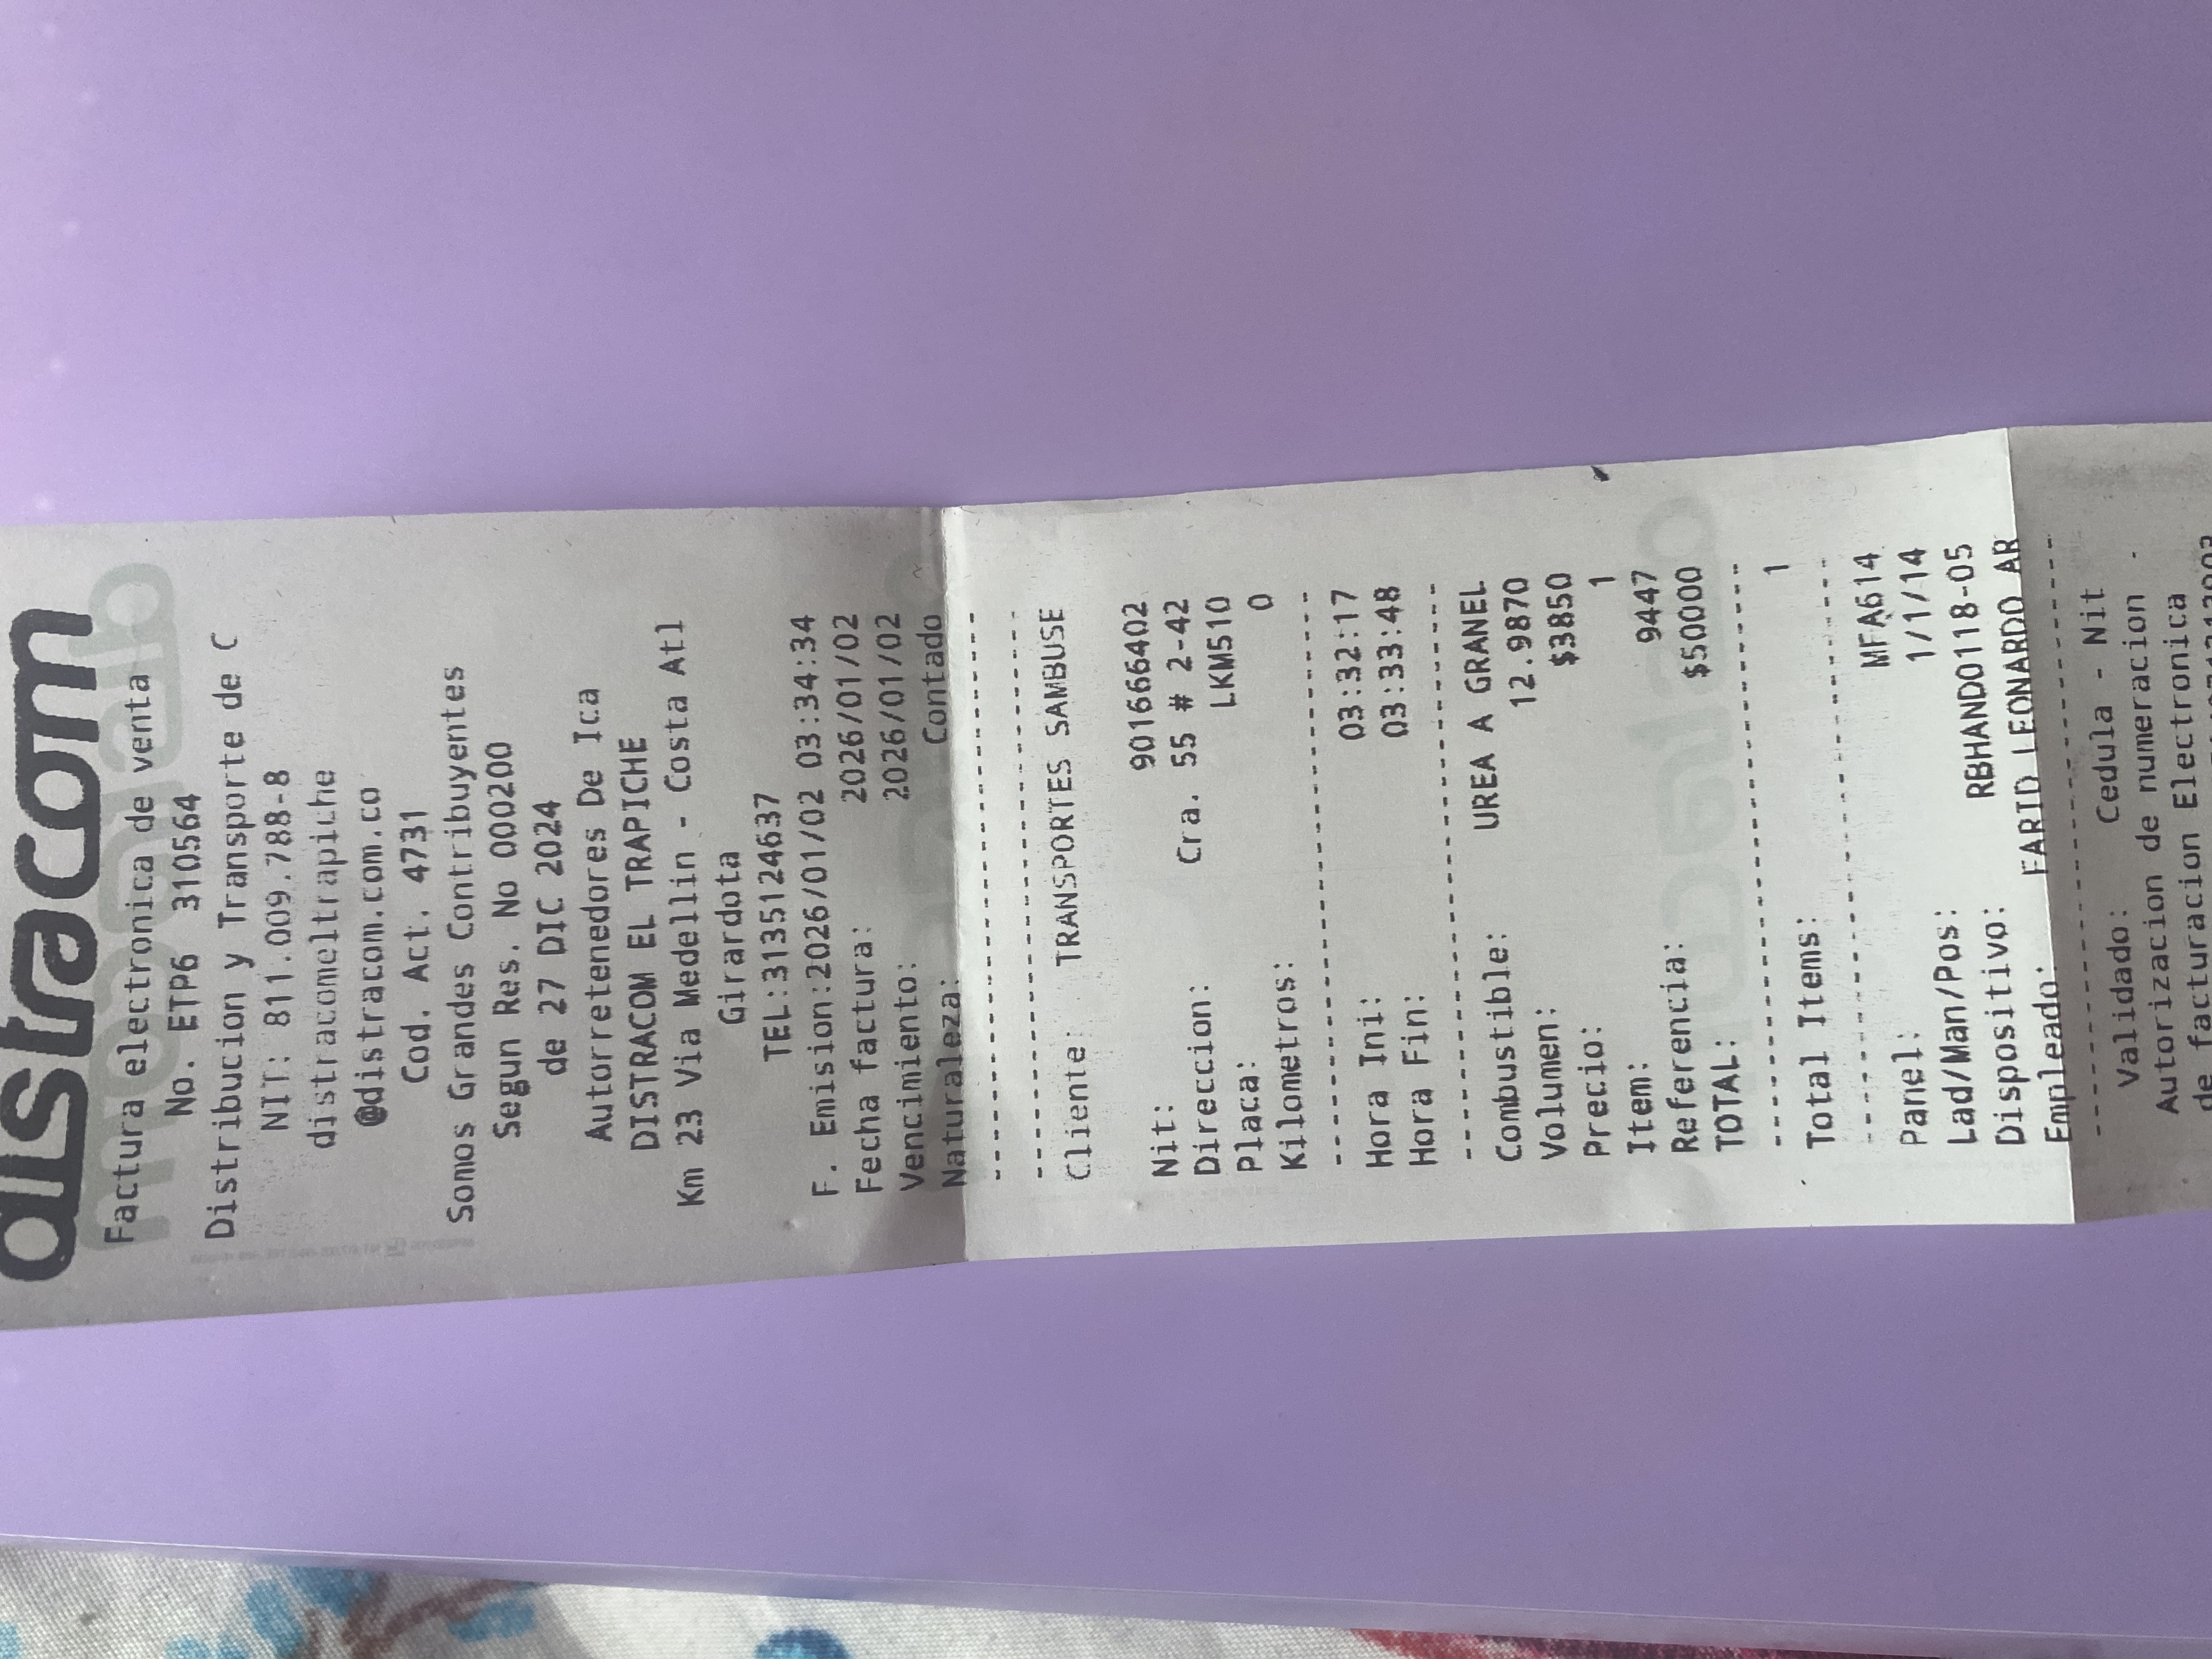 distracom
Factura electronica de venta
No. ETP6 310564
Distribucion y Transporte de C
NIT: 811.009.788-8
distracomeltrapiche
@distracom.com.co
Cod. Act. 4731
Somos Grandes Contribuyentes
Segun Res. No 000200
de 27 DIC 2024
Autorretenedores De Ica
DISTRACOM EL TRAPICHE
Km 23 Via Medellin - Costa Atl
Girardota
TEL:3135124637
F. Emision:2026/01/02 03:34:34
Fecha factura: 2026/01/02
Vencimiento: 2026/01/02
Naturaleza: Contado
------------------------------
------------------------------
Cliente: TRANSPORTES SAMBUSE
Nit: 901666402
Direccion: Cra. 55 # 2-42
Placa: LKM510
Kilometros: 0
------------------------------
Hora Ini: 03:32:17
Hora Fin: 03:33:48
------------------------------
Combustible: UREA A GRANEL
Volumen: 12.9870
Precio: $3850
Item: 1
Referencia: 9447
TOTAL: $50000
------------------------------
Total Items: 1
------------------------------
Panel: MFA614
Lad/Man/Pos: 1/1/14
Dispositivo: RBHAND0118-05
Empleado: FARID LEONARDO AR
------------------------------
Validado: Cedula - Nit
Autorizacion de numeracion -
de facturacion Electronica